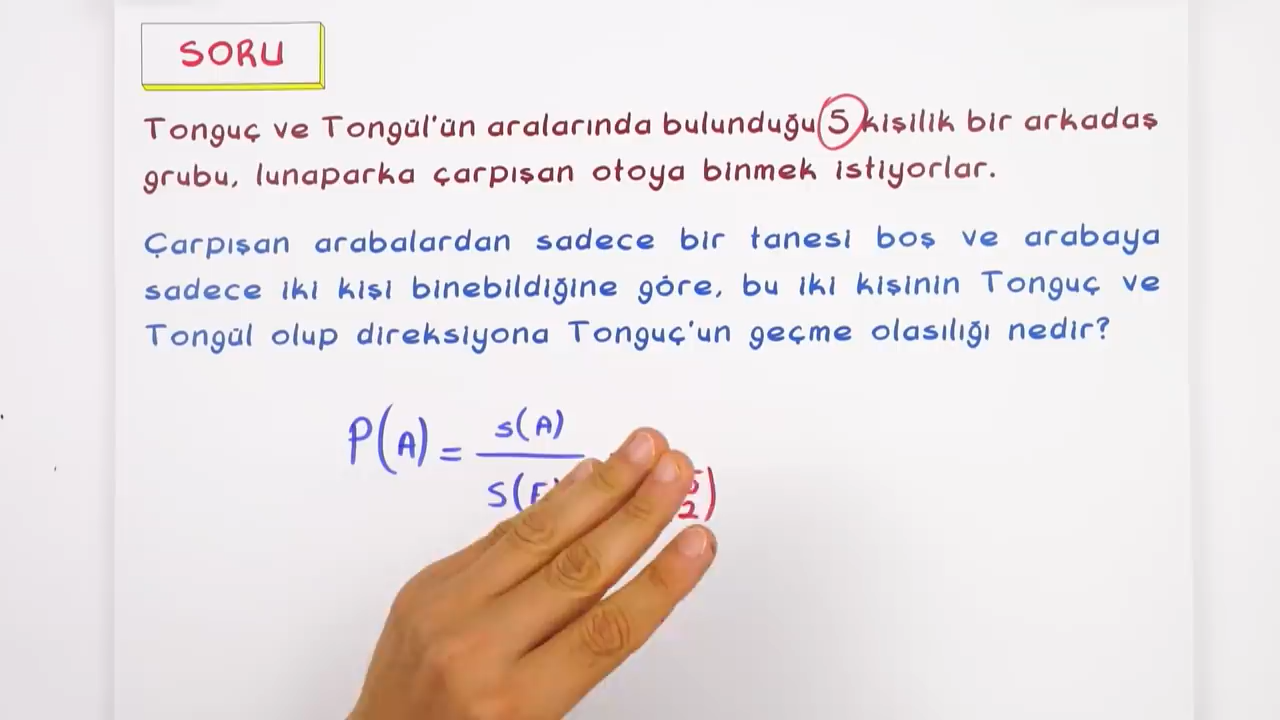 SORU
Tonguç ve Tongül'ün aralarında bulunduğu 5 kişilik bir arkadaş
grubu, lunaparka çarpışan otoya binmek istiyorlar.
Çarpışan arabalardan sadece bir tanesi boş ve arabaya
sadece iki kişi binebildiğine göre, bu iki kişinin Tonguç ve
Tongül olup direksiyona Tonguç'un geçme olasılığı nedir?
P(A) = s(A)
S(
2)